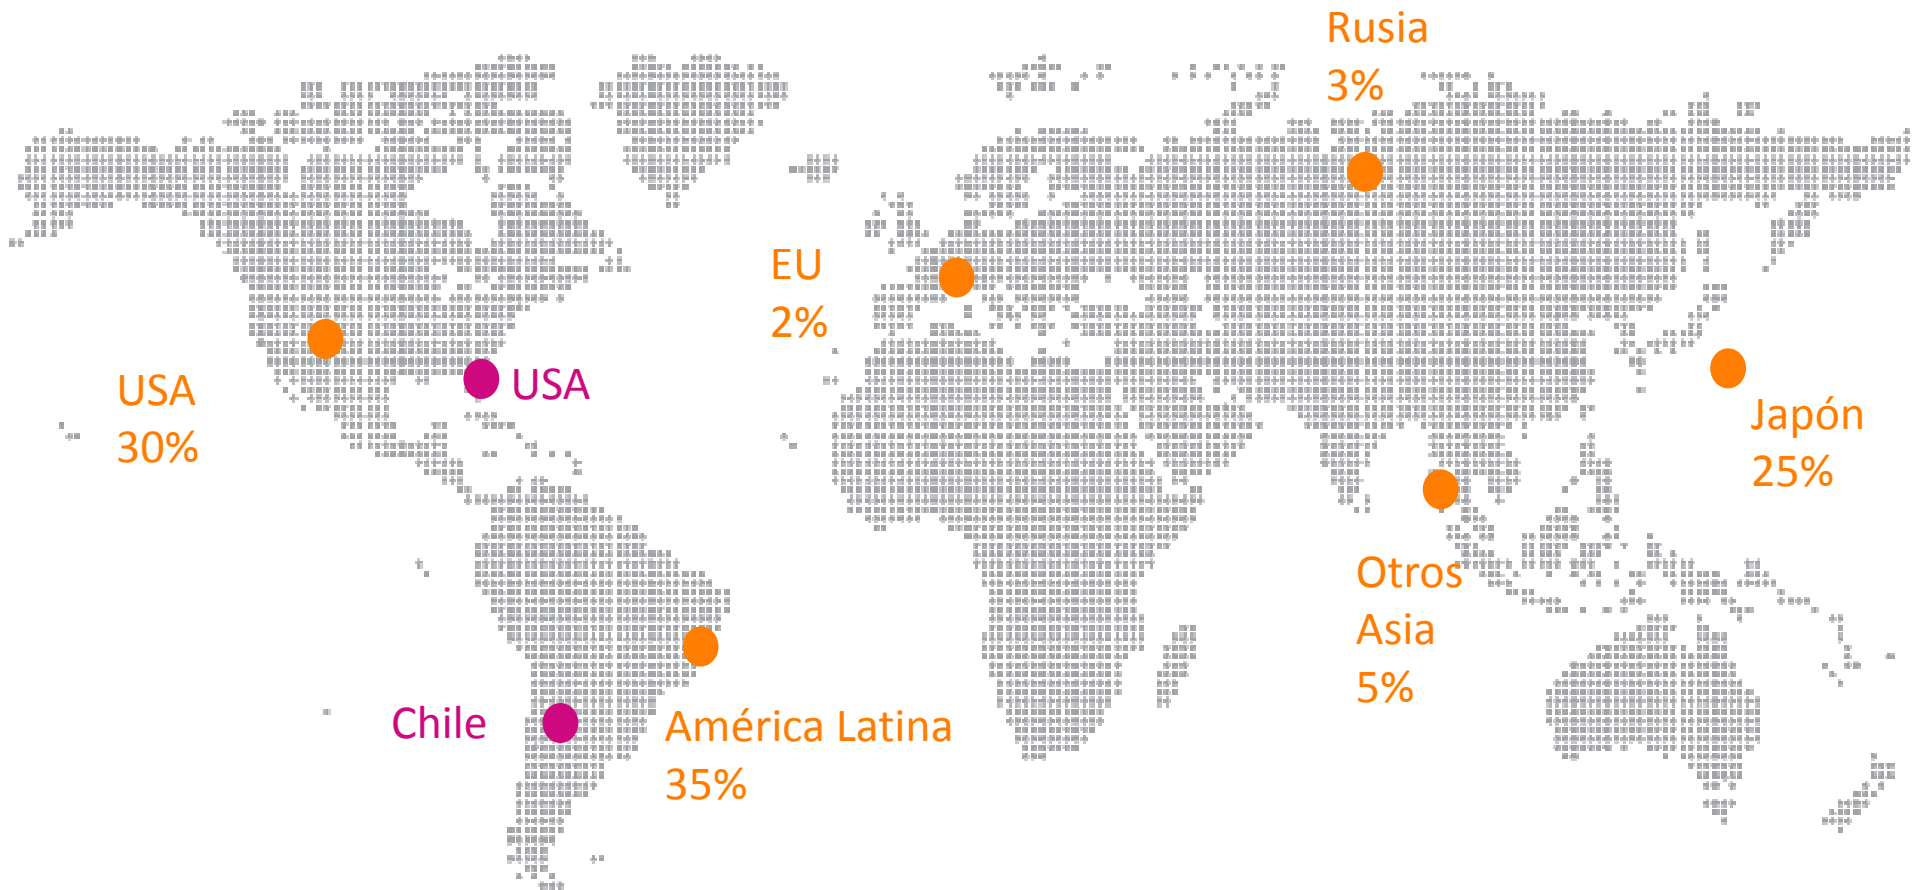 Rusia
3%
EU
2%
USA
30%
USA
Japón
25%
Otros
Asia
5%
Chile
América Latina
35%